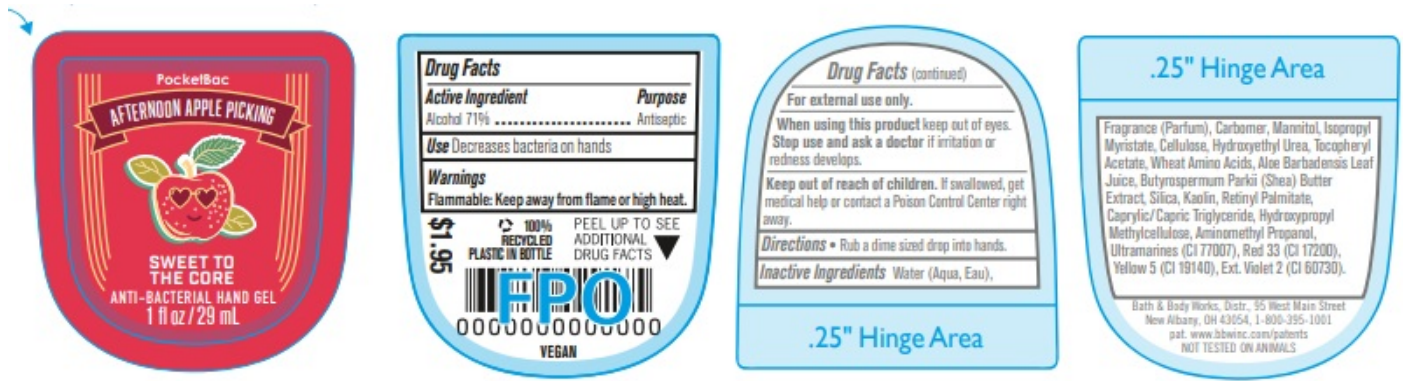 PocketBac
AFTERNOON APPLE PICKING
SWEET TO
THE CORE
ANTI-BACTERIAL HAND GEL
1 fl oz / 29 mL
Drug Facts
Active Ingredient Purpose
Alcohol 71% ........................ Antiseptic
Use Decreases bacteria on hands
Warnings
Flammable: Keep away from flame or high heat.
$1.95
100%
RECYCLED
PLASTIC IN BOTTLE
PEEL UP TO SEE
ADDITIONAL
DRUG FACTS
FPO
000000000000
VEGAN
Drug Facts (continued)
For external use only.
When using this product keep out of eyes.
Stop use and ask a doctor if irritation or
redness develops.
Keep out of reach of children. If swallowed, get
medical help or contact a Poison Control Center right
away.
Directions • Rub a dime sized drop into hands.
Inactive Ingredients Water (Aqua, Eau),
.25" Hinge Area
.25" Hinge Area
Fragrance (Parfum), Carbomer, Mannitol, Isopropyl
Myristate, Cellulose, Hydroxyethyl Urea, Tocopheryl
Acetate, Wheat Amino Acids, Aloe Barbadensis Leaf
Juice, Butyrospermum Parkii (Shea) Butter
Extract, Silica, Kaolin, Retinyl Palmitate,
Caprylic/Capric Triglyceride, Hydroxypropyl
Methylcellulose, Aminomethyl Propanol,
Ultramarines (CI 77007), Red 33 (CI 17200),
Yellow 5 (CI 19140), Ext. Violet 2 (CI 60730).
Bath & Body Works, Distr., 95 West Main Street
New Albany, OH 43054, 1-800-395-1001
pat. www.bbwinc.com/patents
NOT TESTED ON ANIMALS